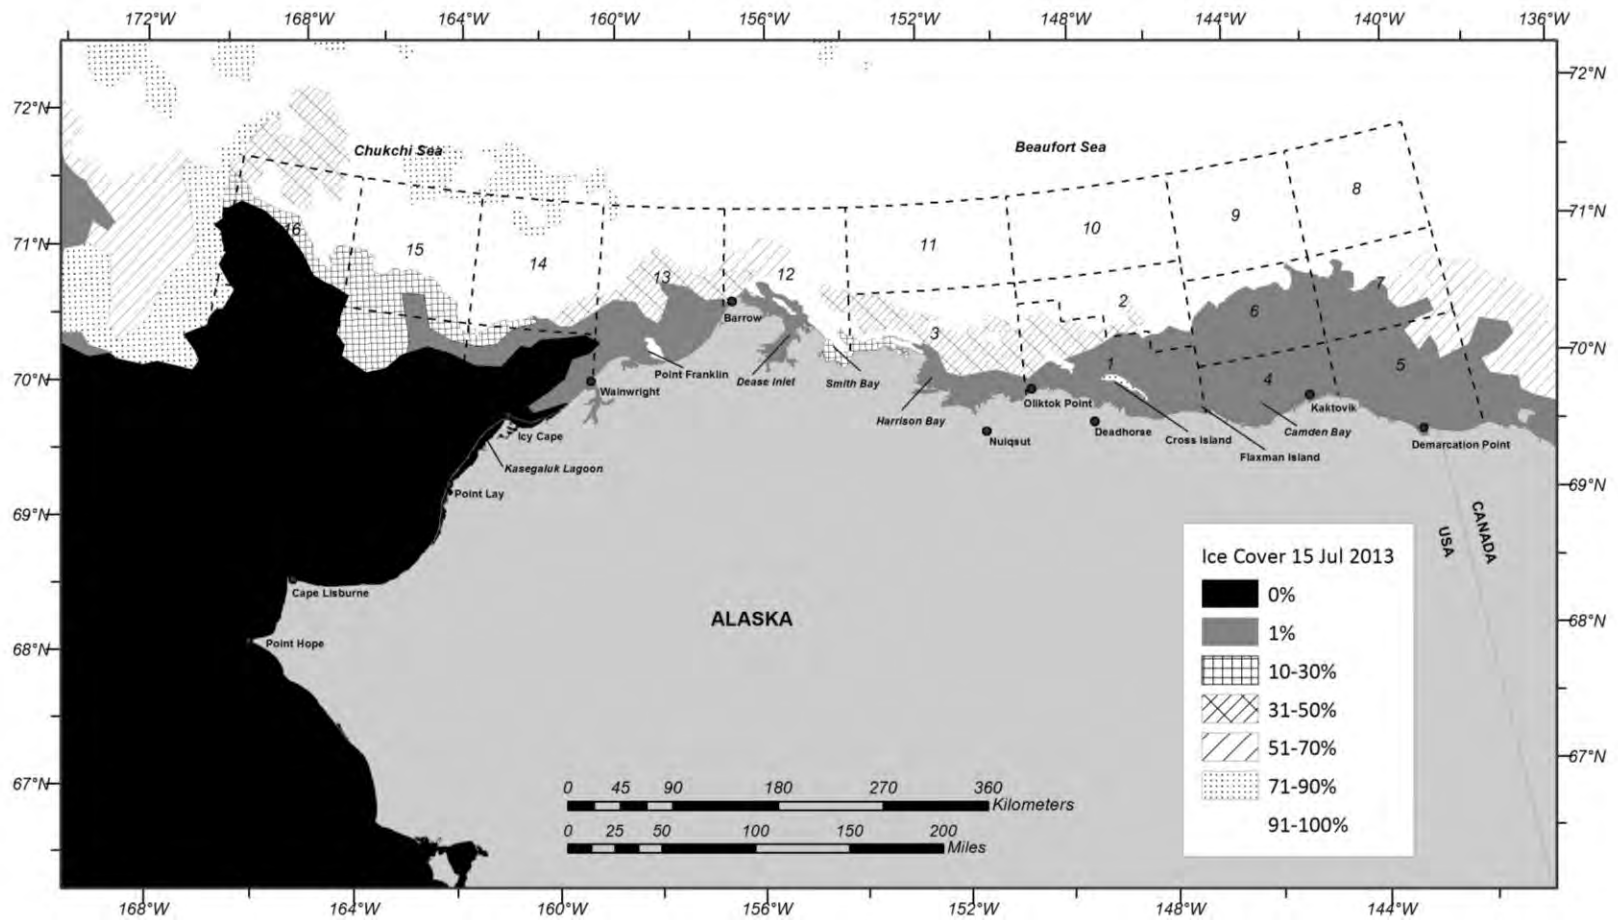 172°W 168°W 164°W 160°W 156°W 152°W 148°W 144°W 140°W 136°W
72°N
72°N
Chukchi Sea
Beaufort Sea
8
9
71°N
10
16
11
71°N
15
14
13
12
7
2
6
Barrow
3
70°N
1
5
70°N
4
Point Franklin
Dease Inlet
Smith Bay
Wainwright
Oliktok Point
Kaktovik
Harrison Bay
Deadhorse
Camden Bay
Icy Cape
Nuiqsut
Cross Island
Demarcation Point
Flaxman Island
Kasegaluk Lagoon
Point Lay
69°N
69°N
CANADA
USA
Ice Cover 15 Jul 2013
0%
1%
10-30%
31-50%
51-70%
71-90%
91-100%
Cape Lisburne
ALASKA
68°N
Point Hope
68°N
67°N
67°N
0 45 90 180 270 360
Kilometers
0 25 50 100 150 200
Miles
168°W 164°W 160°W 156°W 152°W 148°W 144°W